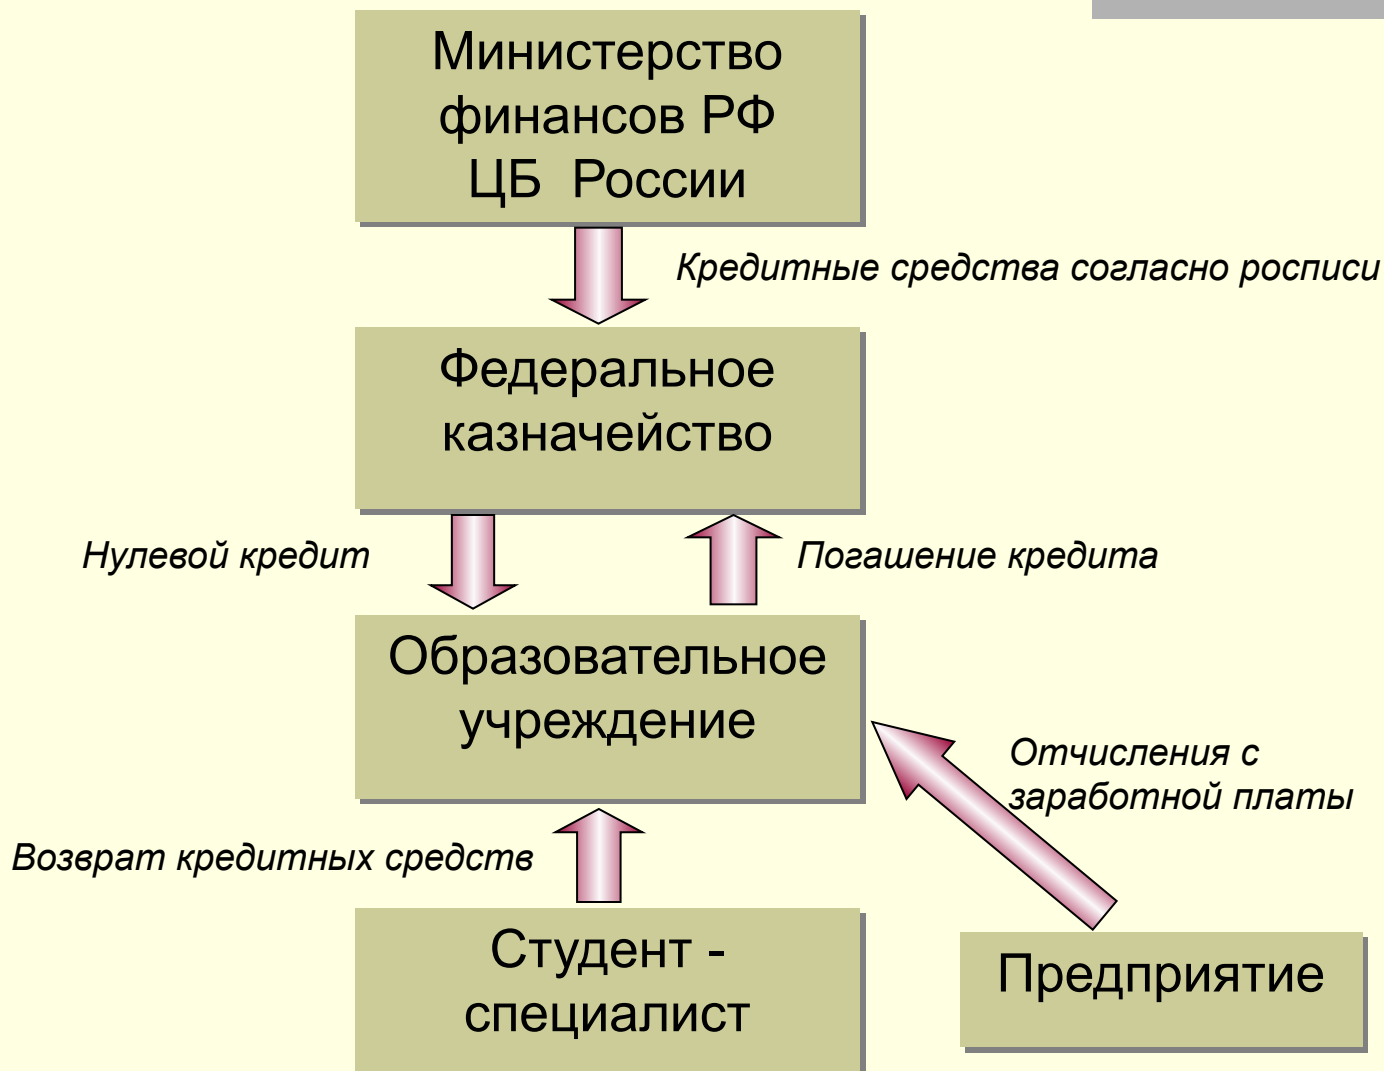 Министерство
финансов РФ
ЦБ России
Кредитные средства согласно росписи
Федеральное
казначейство
Нулевой кредит
Погашение кредита
Образовательное
учреждение
Отчисления с
заработной платы
Возврат кредитных средств
Студент -
специалист
Предприятие